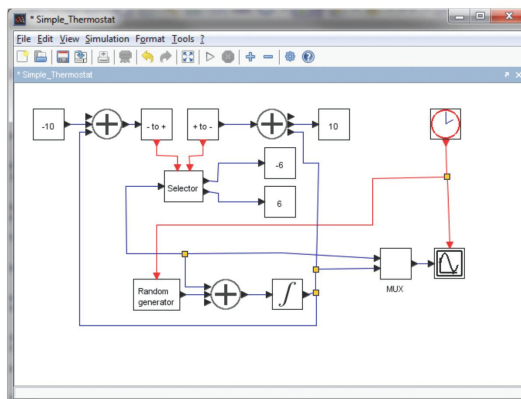 * Simple_Thermostat
File Edit View Simulation Format Tools ?
* Simple_Thermostat
-10
- to +
+ to -
10
Selector
-6
6
Random
generator
MUX